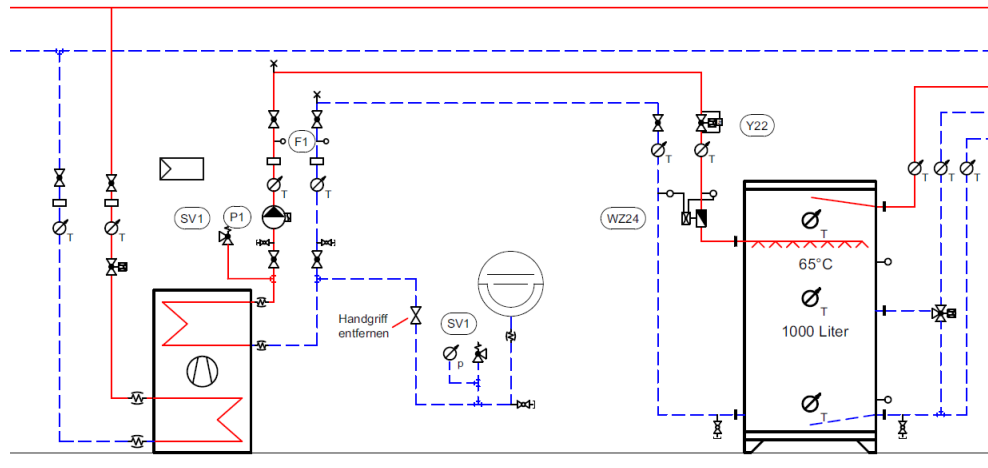 Y22
F1
T
T
T
T
T
T
T
SV1
P1
T
T
WZ24
T
T
T
65°C
Handgriff
entfernen
SV1
T
1000 Liter
p
T